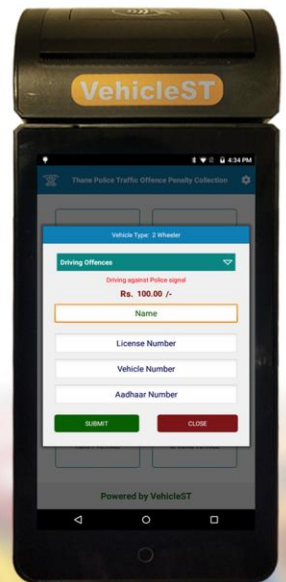 VehicleST
4:34 PM
Thane Police Traffic Offence Penalty Collection
Vehicle Type: 2 Wheeler
Driving Offences
Driving against Police signal
Rs. 100.00 /-
Name
License Number
Vehicle Number
Aadhaar Number
SUBMIT
CLOSE
Powered by VehicleST